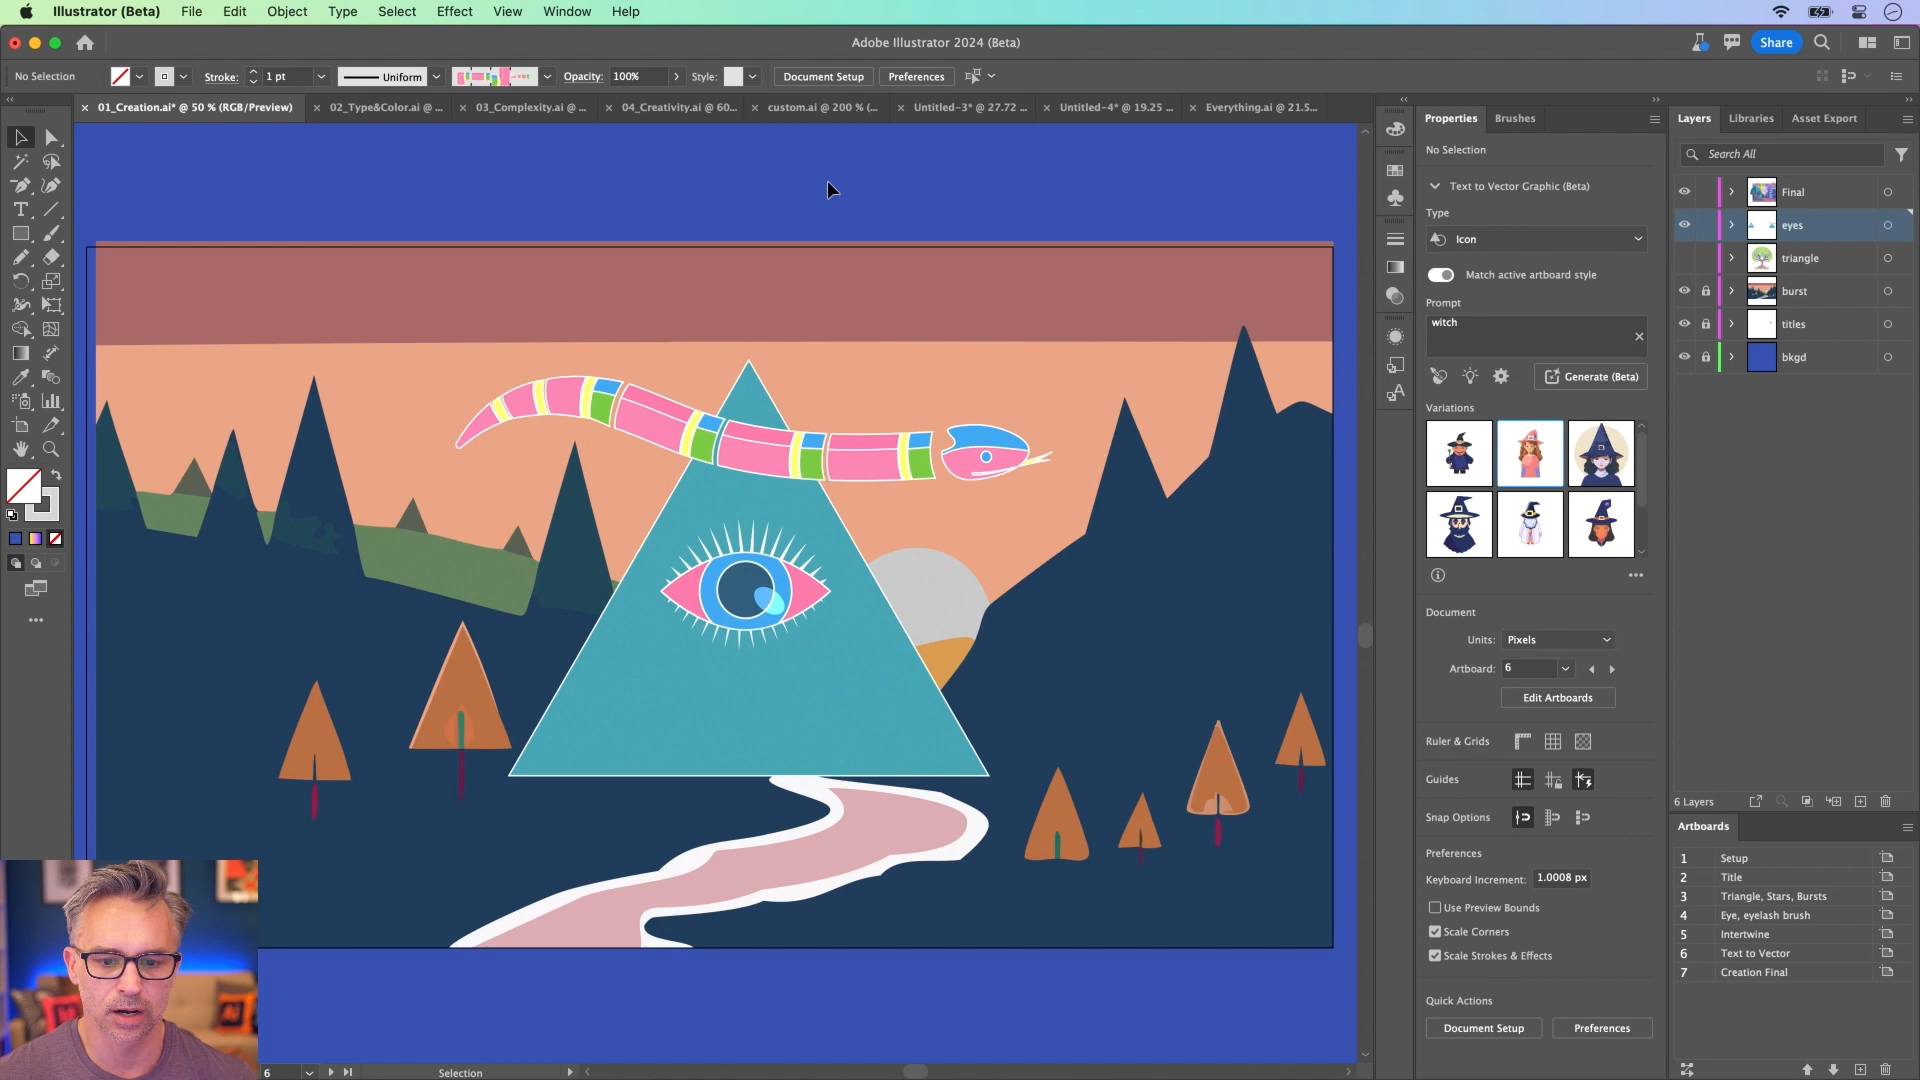 Illustrator (Beta) File Edit Object Type Select Effect View Window Help
Adobe Illustrator 2024 (Beta)
Share
No Selection
Stroke:
1 pt
Uniform
Opacity:
100%
Style:
Document Setup
Preferences
01_Creation.ai* @ 50 % (RGB/Preview)
02_Type&Color.ai @ ...
03_Complexity.ai @ ...
04_Creativity.ai @ 60...
custom.ai @ 200 % (...
Untitled-3* @ 27.72 ...
Untitled-4* @ 19.25 ...
Everything.ai @ 21.5...
Properties
Brushes
No Selection
Text to Vector Graphic (Beta)
Type
Icon
Match active artboard style
Prompt
witch
Generate (Beta)
Variations
Document
Units:
Pixels
Artboard:
6
Edit Artboards
Ruler & Grids
Guides
Snap Options
Preferences
Keyboard Increment:
1.0008 px
Use Preview Bounds
Scale Corners
Scale Strokes & Effects
Quick Actions
Document Setup
Preferences
Layers
Libraries
Asset Export
Search All
Final
eyes
triangle
burst
titles
bkgd
6 Layers
Artboards
1 Setup
2 Title
3 Triangle, Stars, Bursts
4 Eye, eyelash brush
5 Intertwine
6 Text to Vector
7 Creation Final
6
Selection